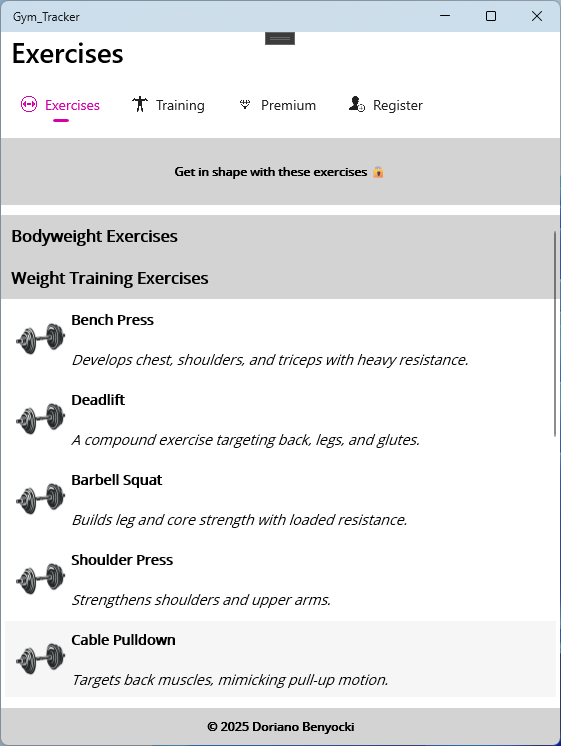 Gym_Tracker
Exercises
Exercises Training Premium Register
Get in shape with these exercises 🔒
Bodyweight Exercises
Weight Training Exercises
Bench Press
Develops chest, shoulders, and triceps with heavy resistance.
Deadlift
A compound exercise targeting back, legs, and glutes.
Barbell Squat
Builds leg and core strength with loaded resistance.
Shoulder Press
Strengthens shoulders and upper arms.
Cable Pulldown
Targets back muscles, mimicking pull-up motion.
© 2025 Doriano Benyocki